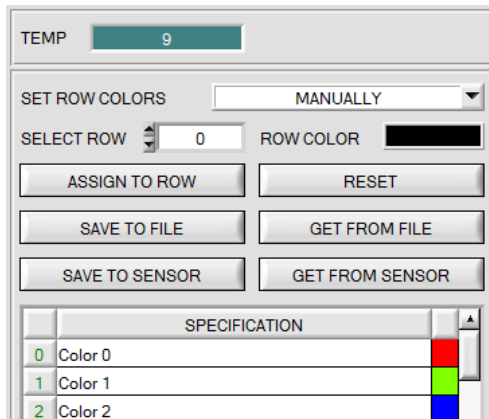 TEMP 9
SET ROW COLORS MANUALLY
SELECT ROW 0 ROW COLOR
ASSIGN TO ROW RESET
SAVE TO FILE GET FROM FILE
SAVE TO SENSOR GET FROM SENSOR
SPECIFICATION
0 Color 0
1 Color 1
2 Color 2